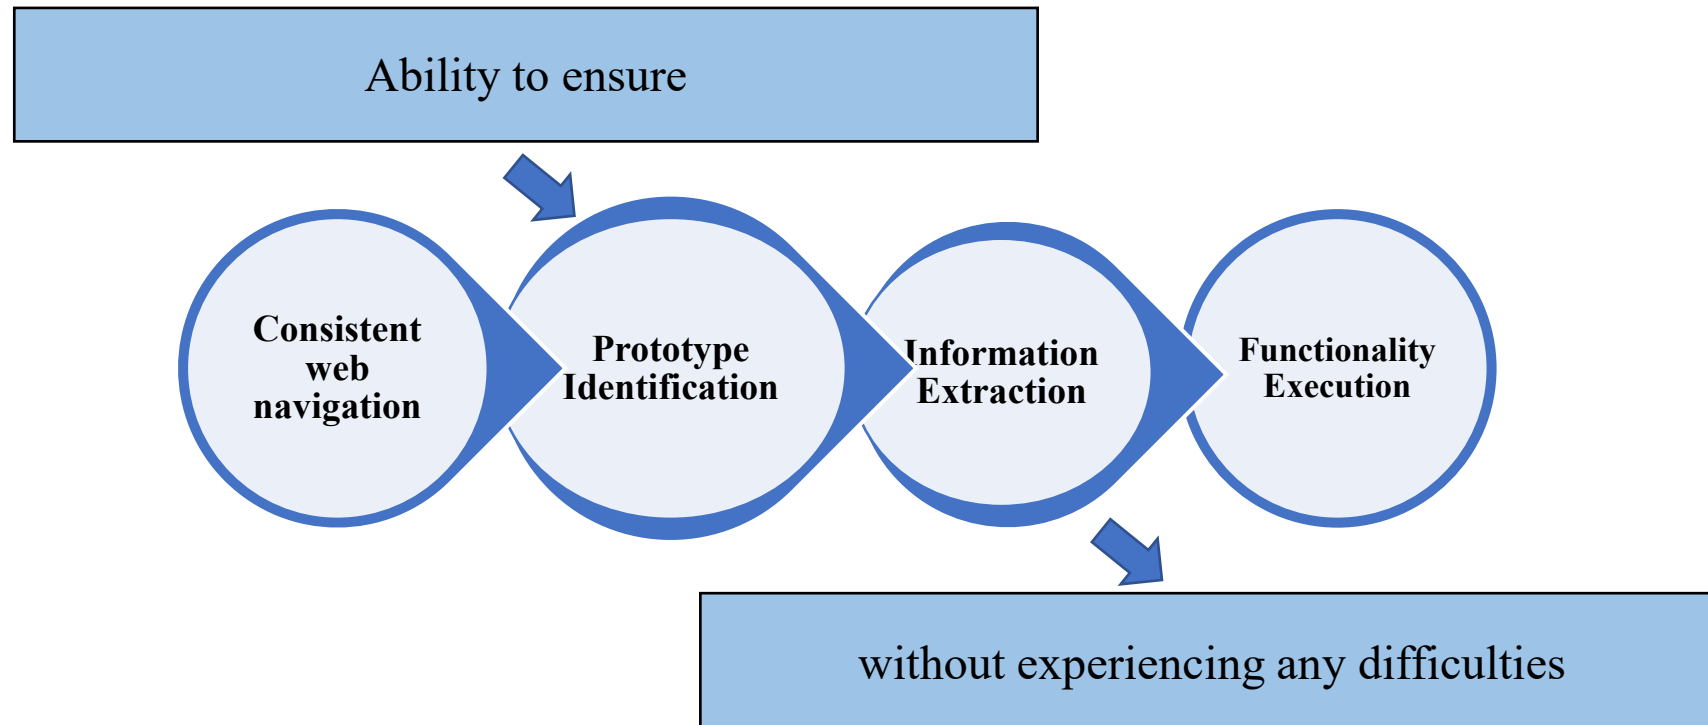 Ability to ensure
Consistent
web
navigation
Prototype
Identification
Information
Extraction
Functionality
Execution
without experiencing any difficulties